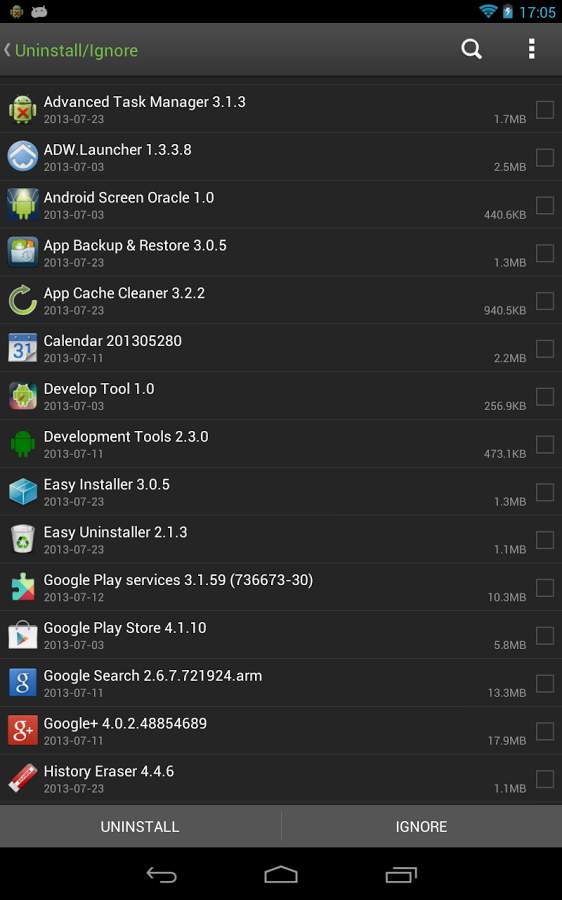 17:05
Uninstall/Ignore
Advanced Task Manager 3.1.3
2013-07-23 1.7MB
ADW.Launcher 1.3.3.8
2013-07-03 2.5MB
Android Screen Oracle 1.0
2013-07-03 440.6KB
App Backup & Restore 3.0.5
2013-07-23 1.3MB
App Cache Cleaner 3.2.2
2013-07-23 940.5KB
31
Calendar 201305280
2013-07-11 2.2MB
Develop Tool 1.0
2013-07-03 256.9KB
Development Tools 2.3.0
2013-07-11 473.1KB
Easy Installer 3.0.5
2013-07-23 1.3MB
Easy Uninstaller 2.1.3
2013-07-23 1.1MB
Google Play services 3.1.59 (736673-30)
2013-07-12 10.3MB
Google Play Store 4.1.10
2013-07-03 5.8MB
g
Google Search 2.6.7.721924.arm
2013-07-11 13.3MB
g+
Google+ 4.0.2.48854689
2013-07-11 17.9MB
History Eraser 4.4.6
2013-07-23 1.1MB
UNINSTALL IGNORE